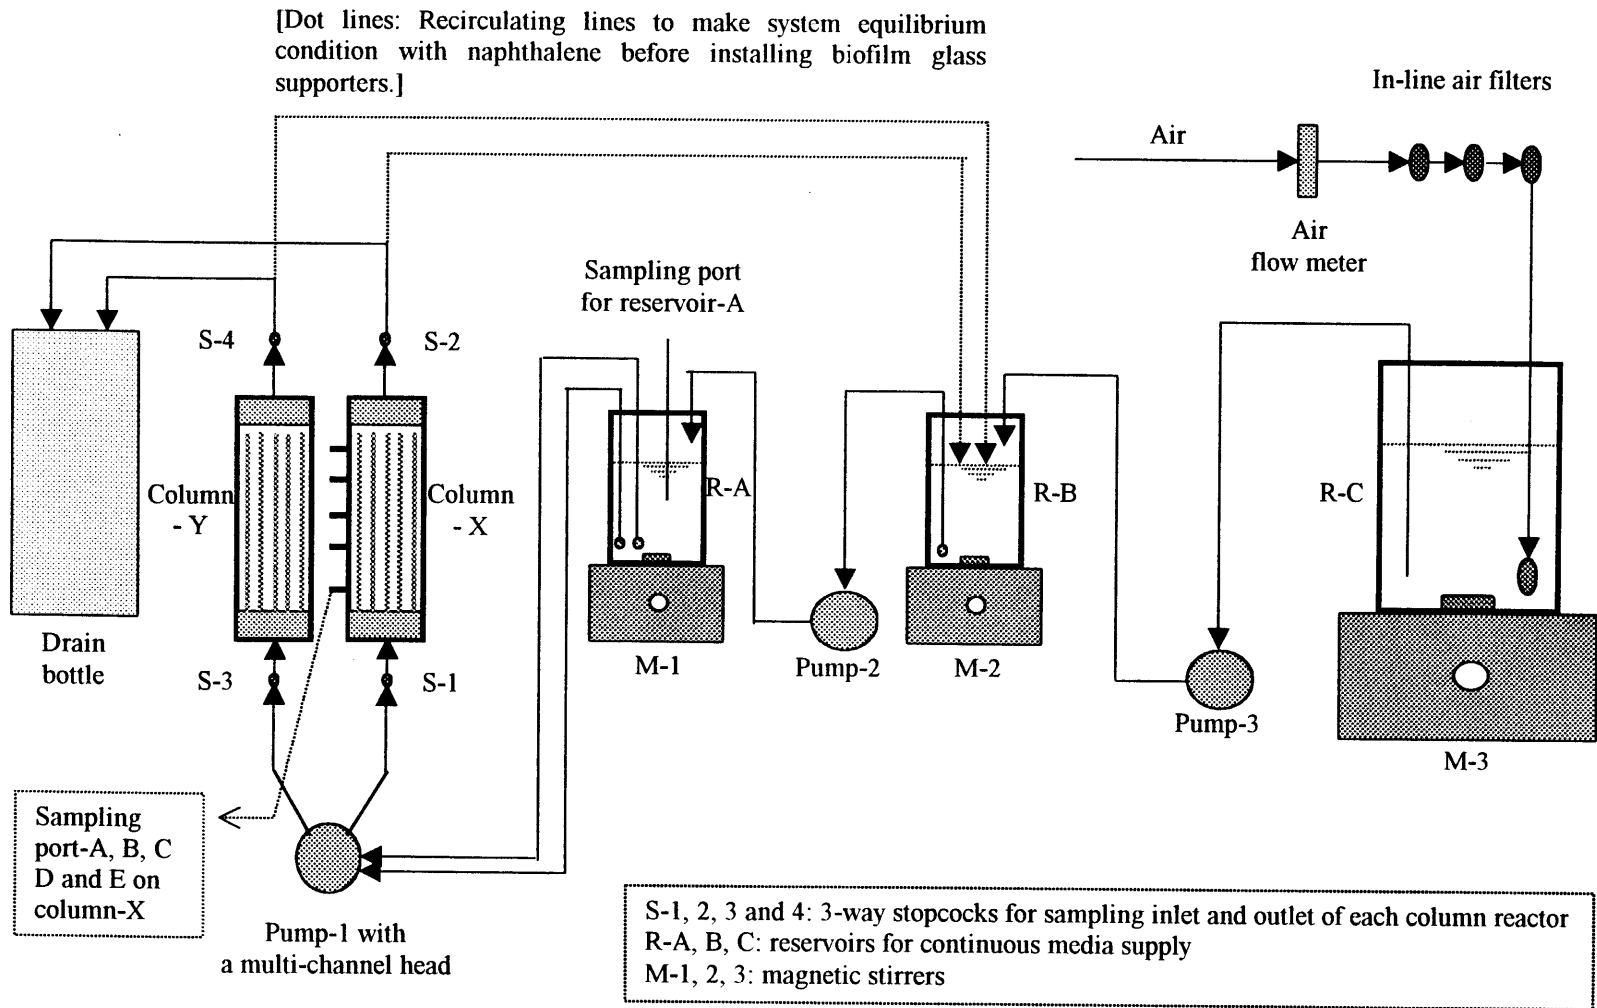 [Dot lines: Recirculating lines to make system equilibrium
condition with naphthalene before installing biofilm glass
supporters.]
In-line air filters
Air
Air
flow meter
Sampling port
for reservoir-A
S-4
S-2
Column
- Y
Column
- X
R-A
R-B
R-C
Drain
bottle
S-3
S-1
M-1
Pump-2
M-2
Pump-3
M-3
Sampling
port-A, B, C
D and E on
column-X
Pump-1 with
a multi-channel head
S-1, 2, 3 and 4: 3-way stopcocks for sampling inlet and outlet of each column reactor
R-A, B, C: reservoirs for continuous media supply
M-1, 2, 3: magnetic stirrers